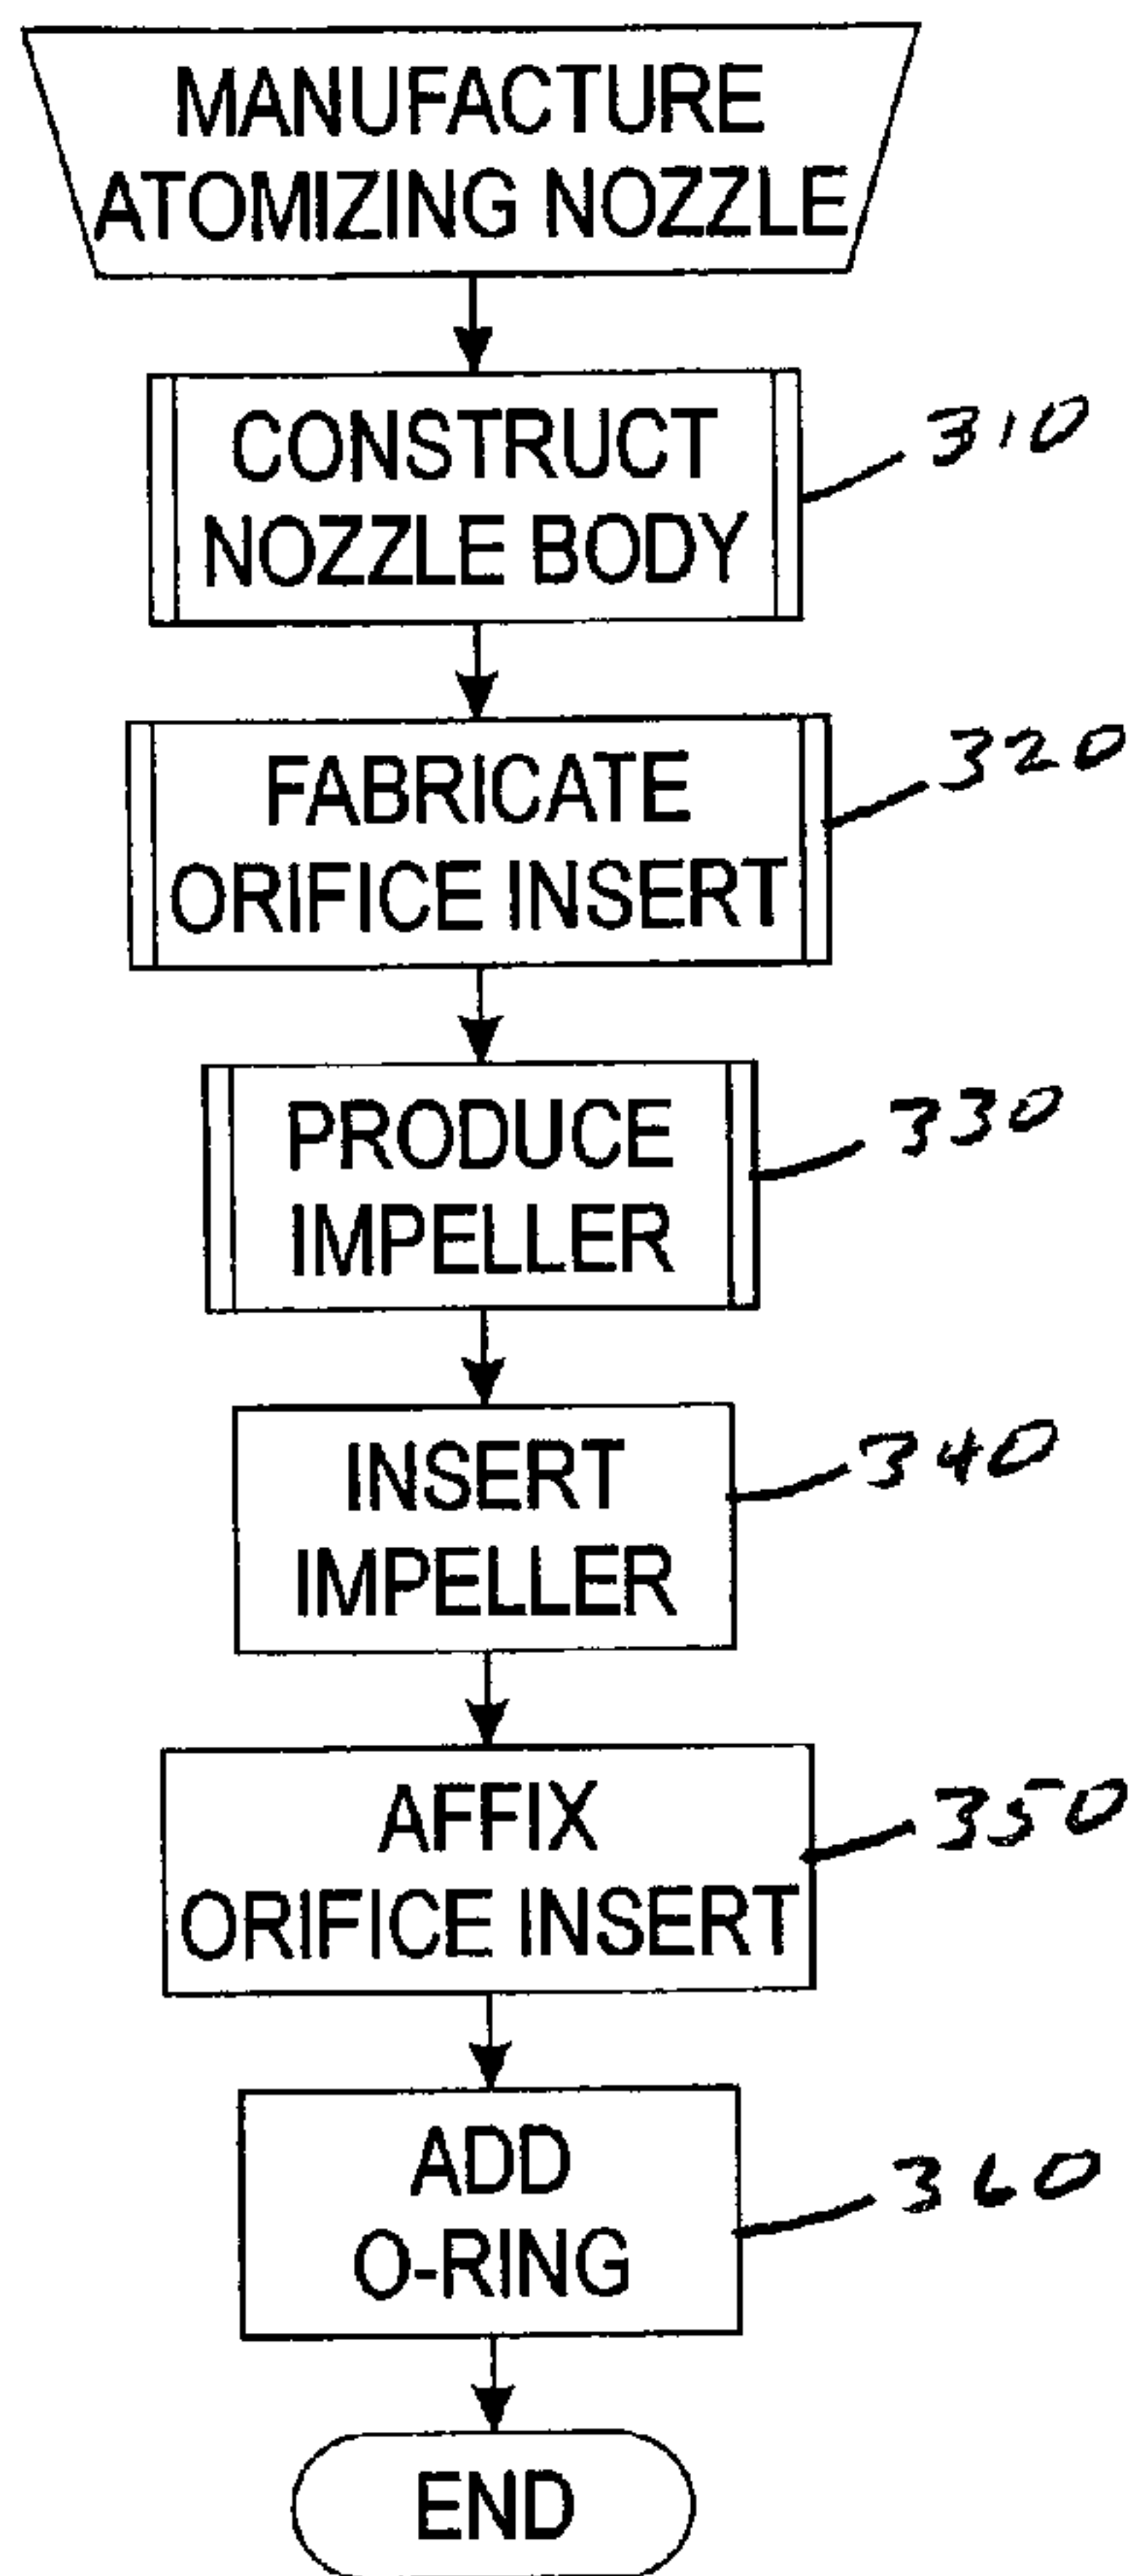 MANUFACTURE
ATOMIZING NOZZLE
CONSTRUCT
NOZZLE BODY
310
FABRICATE
ORIFICE INSERT
320
PRODUCE
IMPELLER
330
INSERT
IMPELLER
340
AFFIX
ORIFICE INSERT
350
ADD
O-RING
360
END